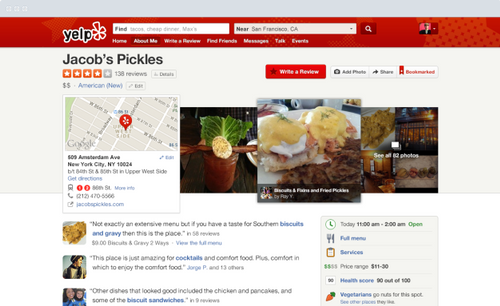 yelp
Find tacos, cheap dinner, Max's
Near San Francisco, CA
Home About Me Write a Review Find Friends Messages Talk Events
Jacob's Pickles
138 reviews Details
$$ · American (New) Edit
Write a Review Add Photo Share Bookmarked
Google
509 Amsterdam Ave Edit
New York City, NY 10024
b/t 84th St & 85th St in Upper West Side
Get directions
86th St. More info
(212) 470-5566
jacobspickles.com
Biscuits & Fixins and Fried Pickles
by Ray Y.
See all 82 photos
"Not exactly an extensive menu but if you have a taste for Southern biscuits
and gravy then this is the place." in 58 reviews
$9.00 Biscuits & Gravy 2 Ways · View the full menu
"This place is just amazing for cocktails and comfort food. Plus, comfort in
which to enjoy the comfort food." Jorge P. and 13 others
"Other dishes that looked good included the chicken and pancakes, and
some of the biscuit sandwiches." in 9 reviews
Today 11:00 am - 2:00 am Open
Full menu
Services
$$$$ Price range $11-30
90 Health score 90 out of 100
Vegetarians go nuts for this spot.
See other places they like.